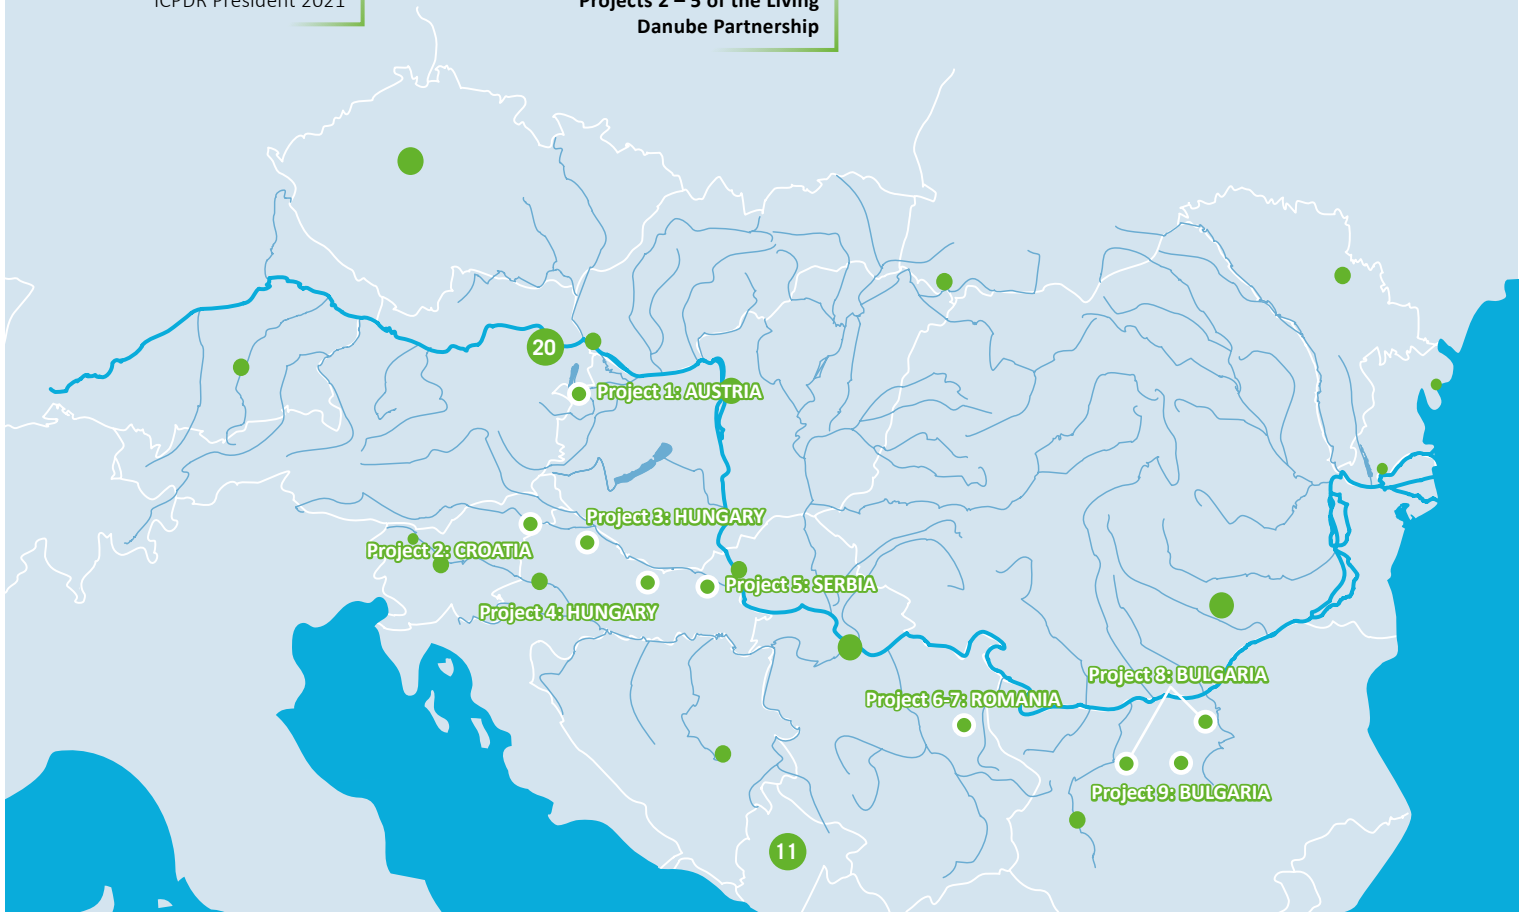 ICPDR President 2021
Projects 2 – 5 of the Living
Danube Partnership
20
Project 1: AUSTRIA
Project 3: HUNGARY
Project 2: CROATIA
Project 5: SERBIA
Project 4: HUNGARY
Project 8: BULGARIA
Project 6-7: ROMANIA
Project 9: BULGARIA
11